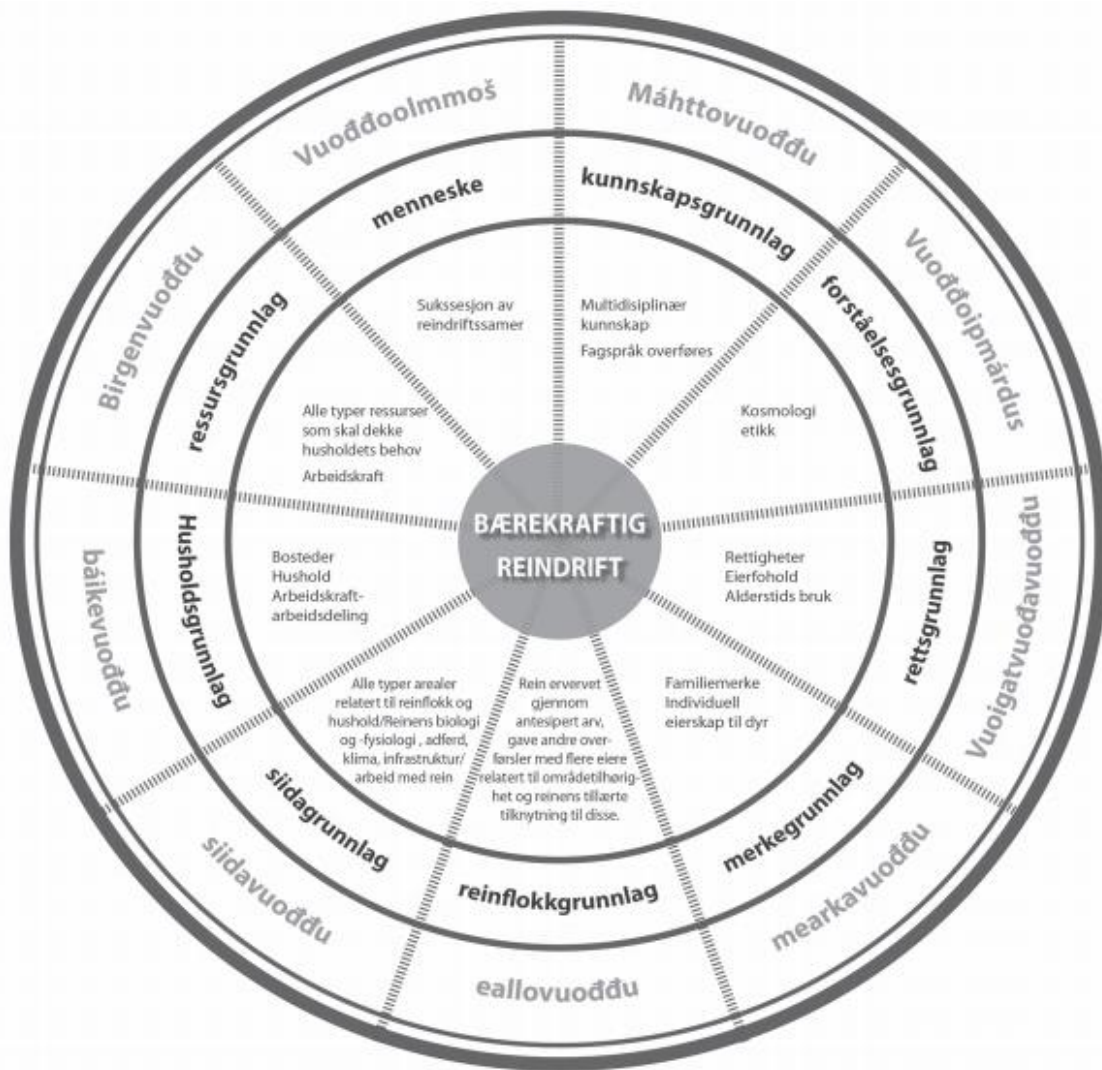 Vuođđoolmmoš
menneske
Sukssesjon av
reindriftssamer
Máhttovuođđu
kunnskapsgrunnlag
Multidisiplinær
kunnskap
Fagspråk overføres
Vuođđoipmárdus
forståelsesgrunnlag
Kosmologi
etikk
Vuoigatvuođavuođđu
rettsgrunnlag
Rettigheter
Eierfohold
Alderstids bruk
mearkavuođđu
merkegrunnlag
Familiemerke
Individuell
eierskap til dyr
eallovuođđu
reinflokkgrunnlag
Rein ervervet
gjennom
antesipert arv,
gave andre over-
førsler med flere eiere
relatert til områdetilhørig-
het og reinens tillærte
tilknytning til disse.
siidavuođđu
siidagrunnlag
Alle typer arealer
relatert til reinflokk og
hushold/Reinens biologi
og -fysiologi , adferd,
klima, infrastruktur/
arbeid med rein
báikevuođđu
Husholdsgrunnlag
Bosteder
Hushold
Arbeidskraft-
arbeidsdeling
Birgenvuođđu
ressursgrunnlag
Alle typer ressurser
som skal dekke
husholdets behov
Arbeidskraft
BÆREKRAFTIG
REINDRIFT